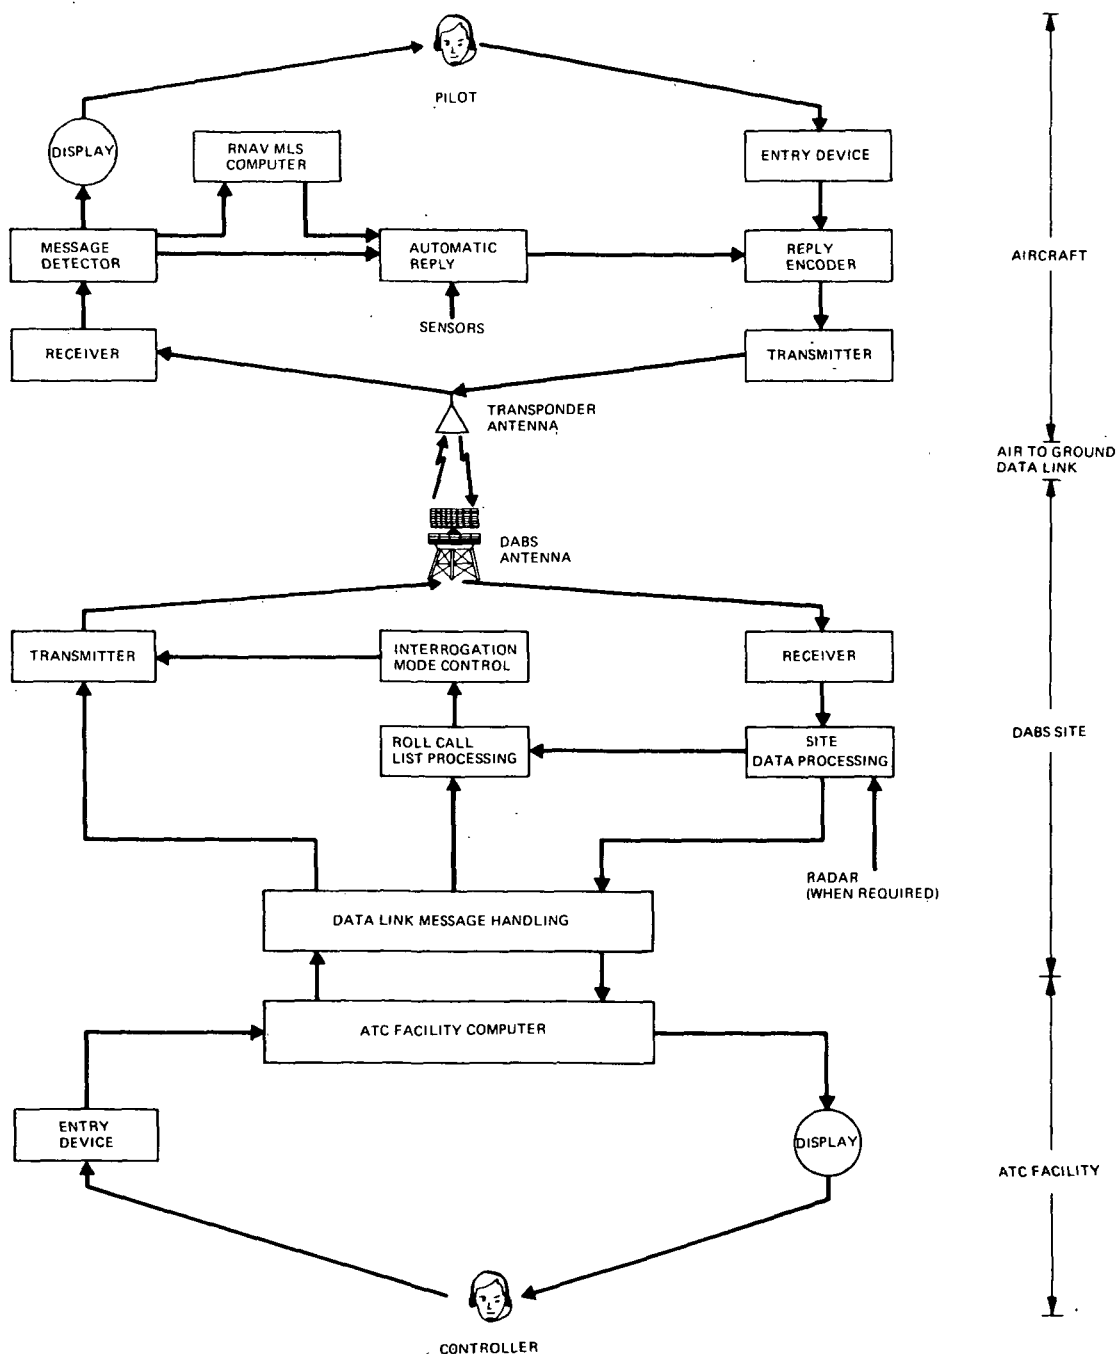 PILOT
DISPLAY
RNAV MLS
COMPUTER
ENTRY DEVICE
MESSAGE
DETECTOR
AUTOMATIC
REPLY
REPLY
ENCODER
AIRCRAFT
SENSORS
RECEIVER
TRANSMITTER
TRANSPONDER
ANTENNA
AIR TO GROUND
DATA LINK
DABS
ANTENNA
TRANSMITTER
INTERROGATION
MODE CONTROL
RECEIVER
ROLL CALL
LIST PROCESSING
SITE
DATA PROCESSING
DABS SITE
RADAR
(WHEN REQUIRED)
DATA LINK MESSAGE HANDLING
ATC FACILITY COMPUTER
ENTRY
DEVICE
DISPLAY
ATC FACILITY
CONTROLLER